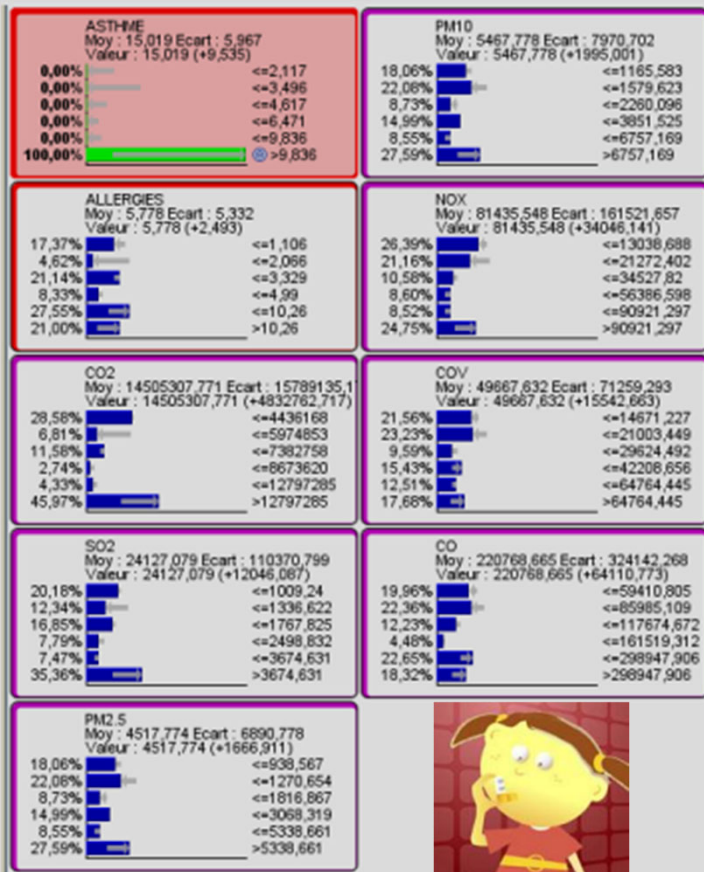 ASTHME
Moy : 15,019 Ecart : 5,967
Valeur : 15,019 (+9,535)
0,00% <=2,117
0,00% <=3,496
0,00% <=4,617
0,00% <=6,471
0,00% <=9,836
100,00% >9,836
PM10
Moy : 5467,778 Ecart : 7970,702
Valeur : 5467,778 (+1995,001)
18,06% <=1165,583
22,08% <=1579,623
8,73% <=2260,096
14,99% <=3851,525
8,55% <=6757,169
27,59% >6757,169
ALLERGIES
Moy : 5,778 Ecart : 5,332
Valeur : 5,778 (+2,493)
17,37% <=1,106
4,62% <=2,066
21,14% <=3,329
8,33% <=4,99
27,55% <=10,26
21,00% >10,26
NOX
Moy : 81435,548 Ecart : 161521,657
Valeur : 81435,548 (+34046,141)
26,39% <=13038,688
21,16% <=21272,402
10,58% <=34527,82
8,60% <=56386,598
8,52% <=90921,297
24,75% >90921,297
CO2
Moy : 14505307,771 Ecart : 15789135,1
Valeur : 14505307,771 (+4832762,717)
28,58% <=4436168
6,81% <=5974853
11,58% <=7382758
2,74% <=8673620
4,33% <=12797285
45,97% >12797285
COV
Moy : 49667,632 Ecart : 71259,293
Valeur : 49667,632 (+15542,663)
21,56% <=14671,227
23,23% <=21003,449
9,59% <=29624,492
15,43% <=42208,656
12,51% <=64764,445
17,68% >64764,445
SO2
Moy : 24127,079 Ecart : 110370,799
Valeur : 24127,079 (+12046,087)
20,18% <=1009,24
12,34% <=1336,622
16,85% <=1767,825
7,79% <=2498,832
7,47% <=3674,631
35,36% >3674,631
CO
Moy : 220768,665 Ecart : 324142,268
Valeur : 220768,665 (+64110,773)
19,96% <=59410,805
22,36% <=85985,109
12,23% <=117674,672
4,48% <=161519,312
22,65% <=298947,906
18,32% >298947,906
PM2.5
Moy : 4517,774 Ecart : 6890,778
Valeur : 4517,774 (+1666,911)
18,06% <=938,567
22,08% <=1270,654
8,73% <=1816,867
14,99% <=3068,319
8,55% <=5338,661
27,59% >5338,661